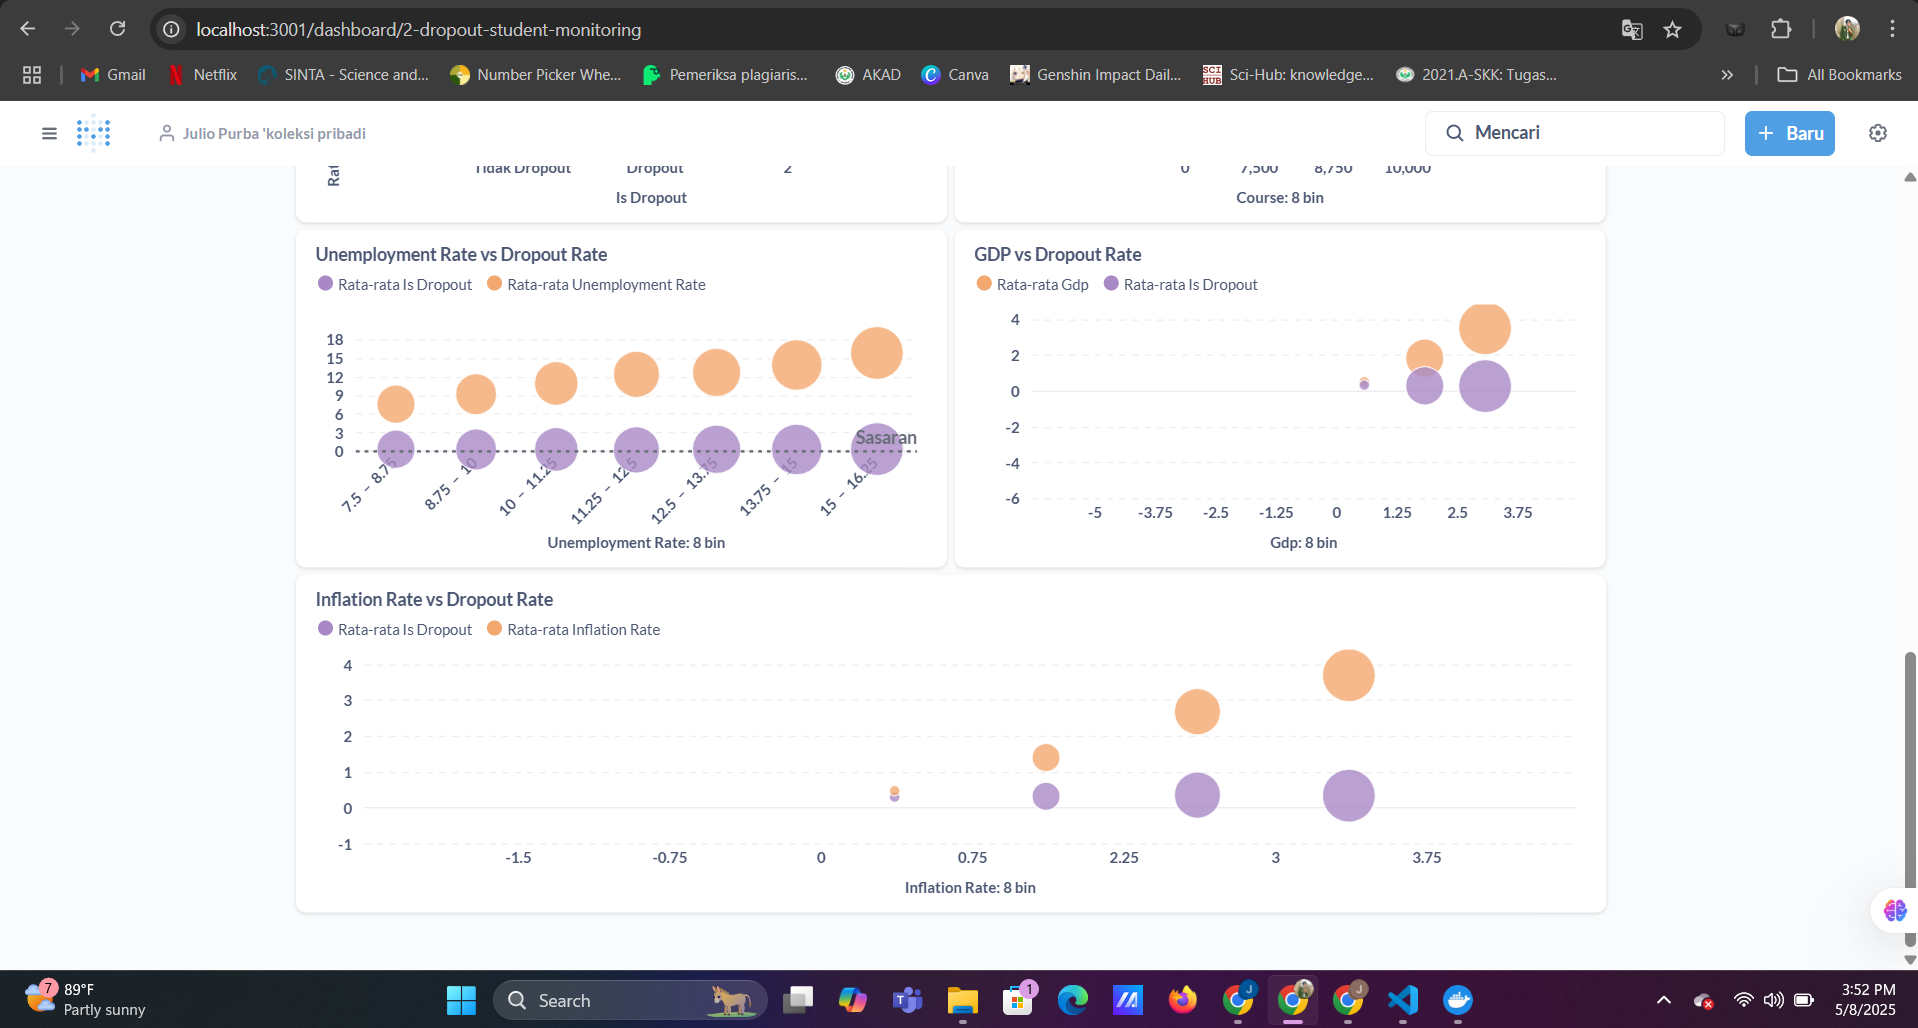 localhost:3001/dashboard/2-dropout-student-monitoring
Gmail
Netflix
SINTA - Science and...
Number Picker Whe...
Pemeriksa plagiaris...
AKAD
Canva
Genshin Impact Dail...
SCI HUB
Sci-Hub: knowledge...
2021.A-SKK: Tugas...
All Bookmarks
Julio Purba 'koleksi pribadi
Mencari
+ Baru
Tidak Dropout
Dropout
2
Is Dropout
0
7,500
8,750
10,000
Course: 8 bin
Unemployment Rate vs Dropout Rate
Rata-rata Is Dropout
Rata-rata Unemployment Rate
18
15
12
9
6
3
0
Sasaran
7.5 - 8.75
8.75 - 10
10 - 11.25
11.25 - 12.5
12.5 - 13.75
13.75 - 15
15 - 16.25
Unemployment Rate: 8 bin
GDP vs Dropout Rate
Rata-rata Gdp
Rata-rata Is Dropout
4
2
0
-2
-4
-6
-5
-3.75
-2.5
-1.25
0
1.25
2.5
3.75
Gdp: 8 bin
Inflation Rate vs Dropout Rate
Rata-rata Is Dropout
Rata-rata Inflation Rate
4
3
2
1
0
-1
-1.5
-0.75
0
0.75
2.25
3
3.75
Inflation Rate: 8 bin
7
89°F
Partly sunny
Search
1
J
J
3:52 PM
5/8/2025